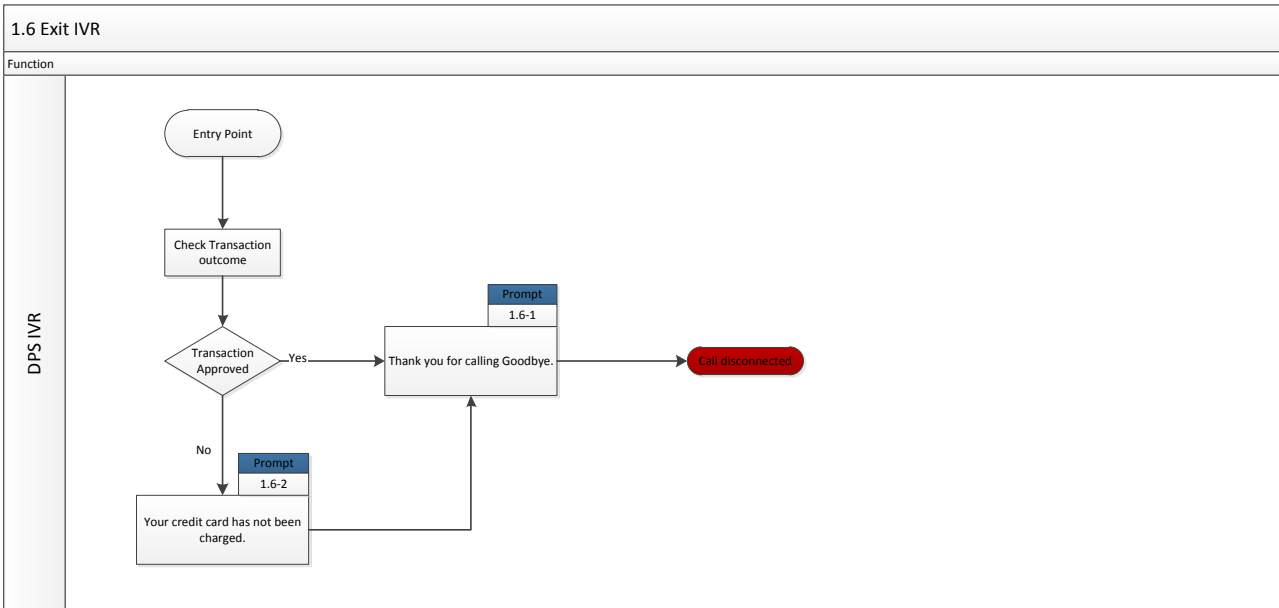 1.6 Exit IVR
Function
DPS IVR
Entry Point
Check Transaction
outcome
Transaction
Approved
Yes
Prompt
1.6-1
Thank you for calling Goodbye.
Call disconnected
No
Prompt
1.6-2
Your credit card has not been
charged.